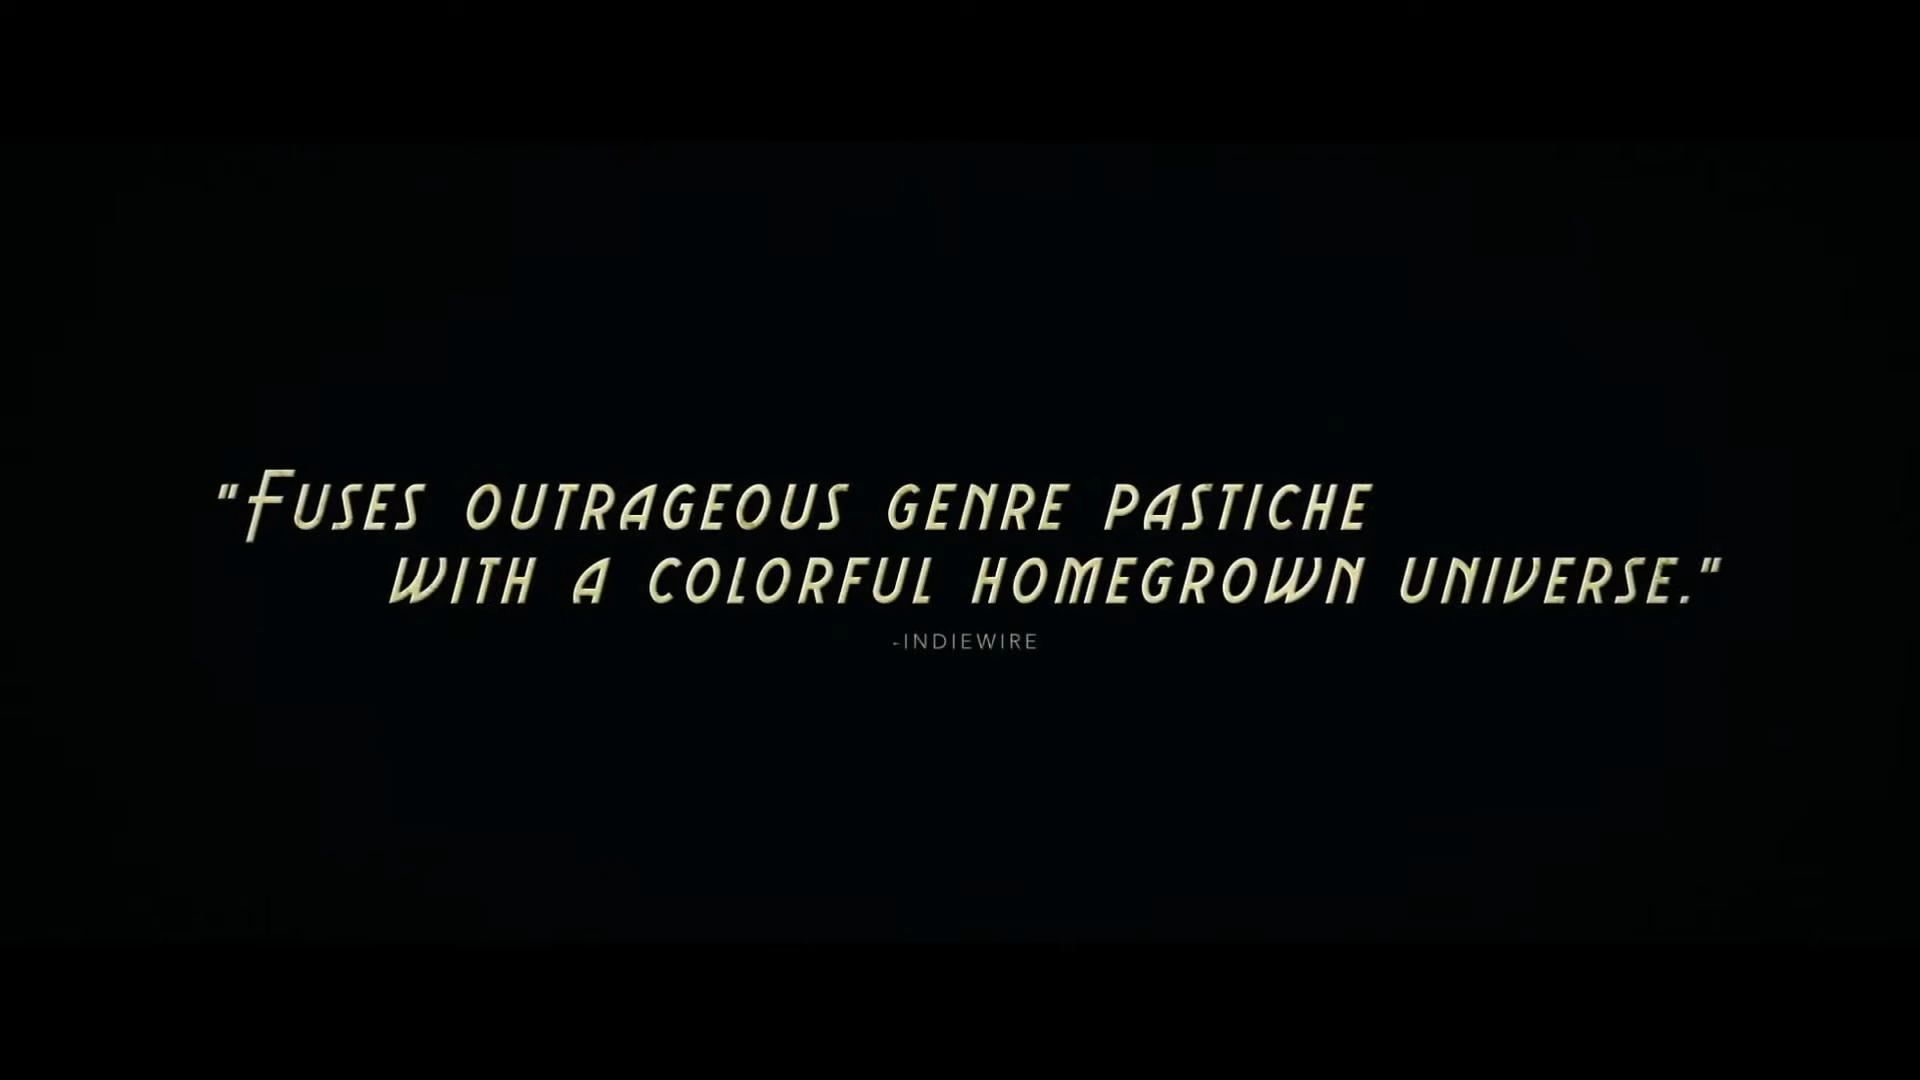 "FUSES OUTRAGEOUS GENRE PASTICHE
WITH A COLORFUL HOMEGROWN UNIVERSE."
-INDIEWIRE